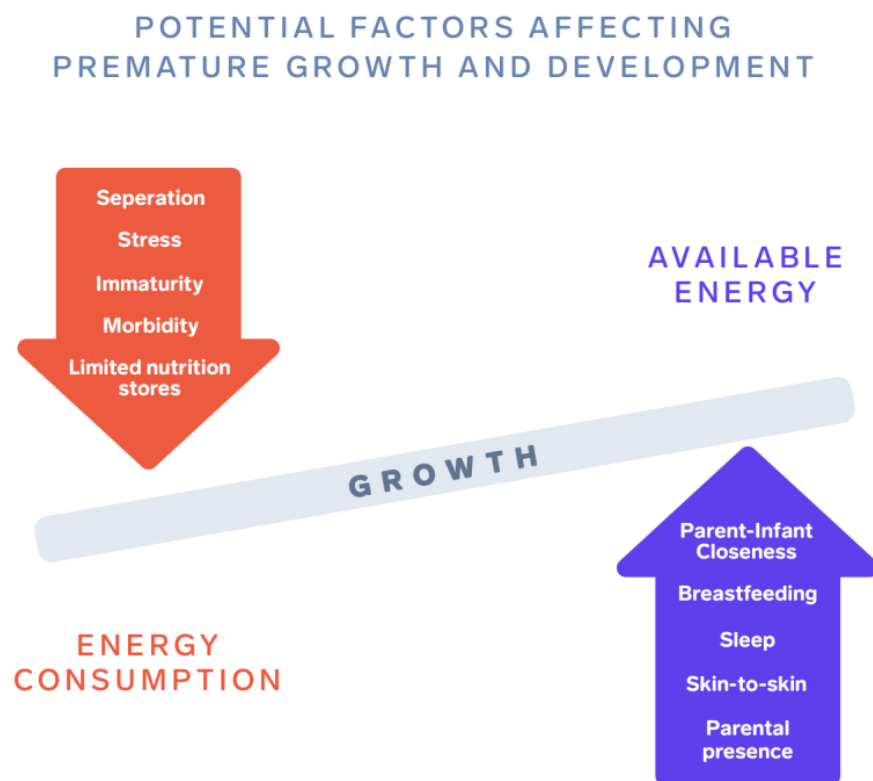 POTENTIAL FACTORS AFFECTING
PREMATURE GROWTH AND DEVELOPMENT
Seperation
Stress
Immaturity
Morbidity
Limited nutrition
stores
AVAILABLE
ENERGY
GROWTH
ENERGY
CONSUMPTION
Parent-Infant
Closeness
Breastfeeding
Sleep
Skin-to-skin
Parental
presence